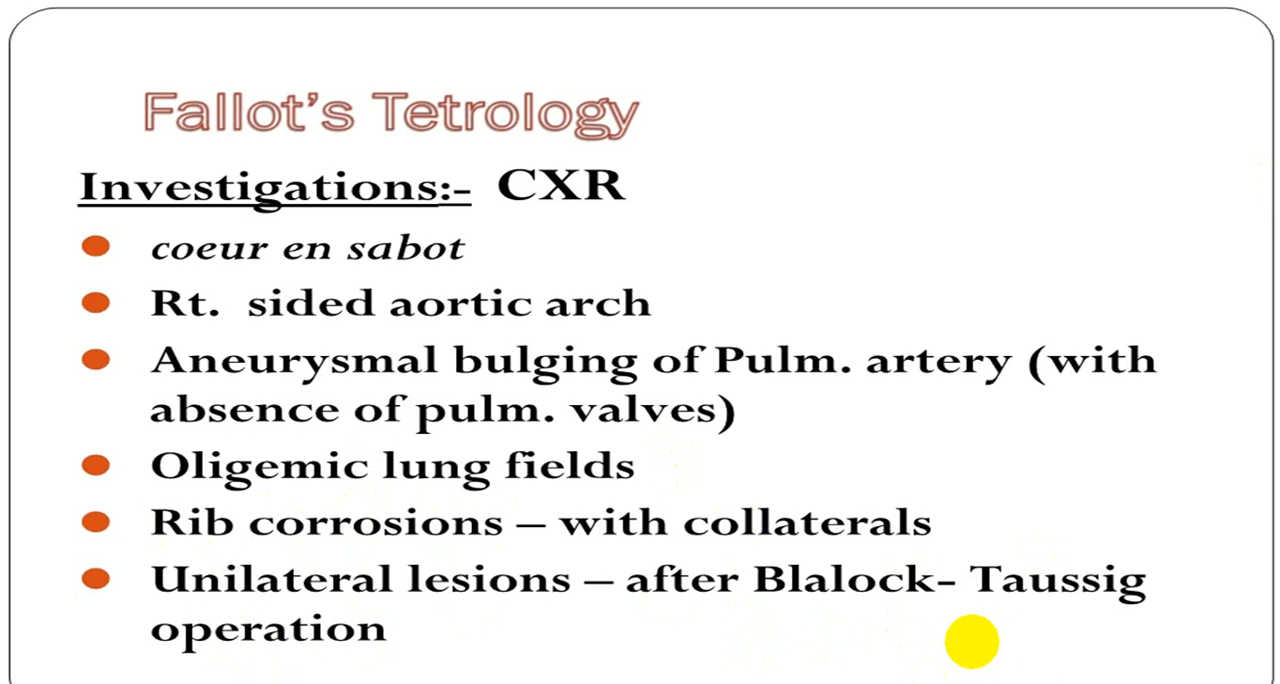 Fallot's Tetrology
Investigations:- CXR
coeur en sabot
Rt. sided aortic arch
Aneurysmal bulging of Pulm. artery (with
absence of pulm. valves)
Oligemic lung fields
Rib corrosions – with collaterals
Unilateral lesions – after Blalock- Taussig
operation